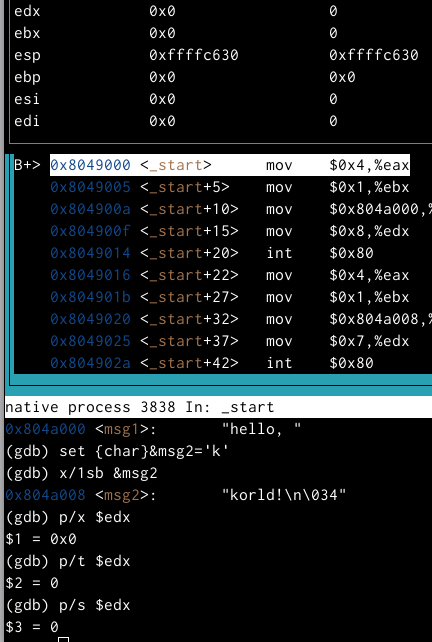 edx 0x0 0
ebx 0x0 0
esp 0xffffc630 0xffffc630
ebp 0x0 0x0
esi 0x0 0
edi 0x0 0
B+> 0x8049000 <_start> mov $0x4,%eax
0x8049005 <_start+5> mov $0x1,%ebx
0x804900a <_start+10> mov $0x804a000,%
0x804900f <_start+15> mov $0x8,%edx
0x8049014 <_start+20> int $0x80
0x8049016 <_start+22> mov $0x4,%eax
0x804901b <_start+27> mov $0x1,%ebx
0x8049020 <_start+32> mov $0x804a008,%
0x8049025 <_start+37> mov $0x7,%edx
0x804902a <_start+42> int $0x80
native process 3838 In: _start
0x804a000 <msg1>: "hello, "
(gdb) set {char}&msg2='k'
(gdb) x/1sb &msg2
0x804a008 <msg2>: "korld!\n\034"
(gdb) p/x $edx
$1 = 0x0
(gdb) p/t $edx
$2 = 0
(gdb) p/s $edx
$3 = 0